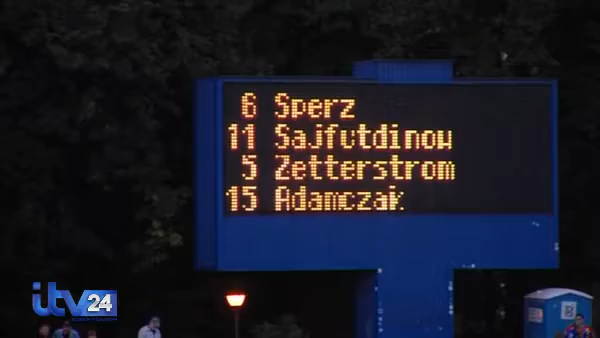 6 Sperz
11 Sajfutdinow
5 Zetterstrom
15 Adamczak
itv24